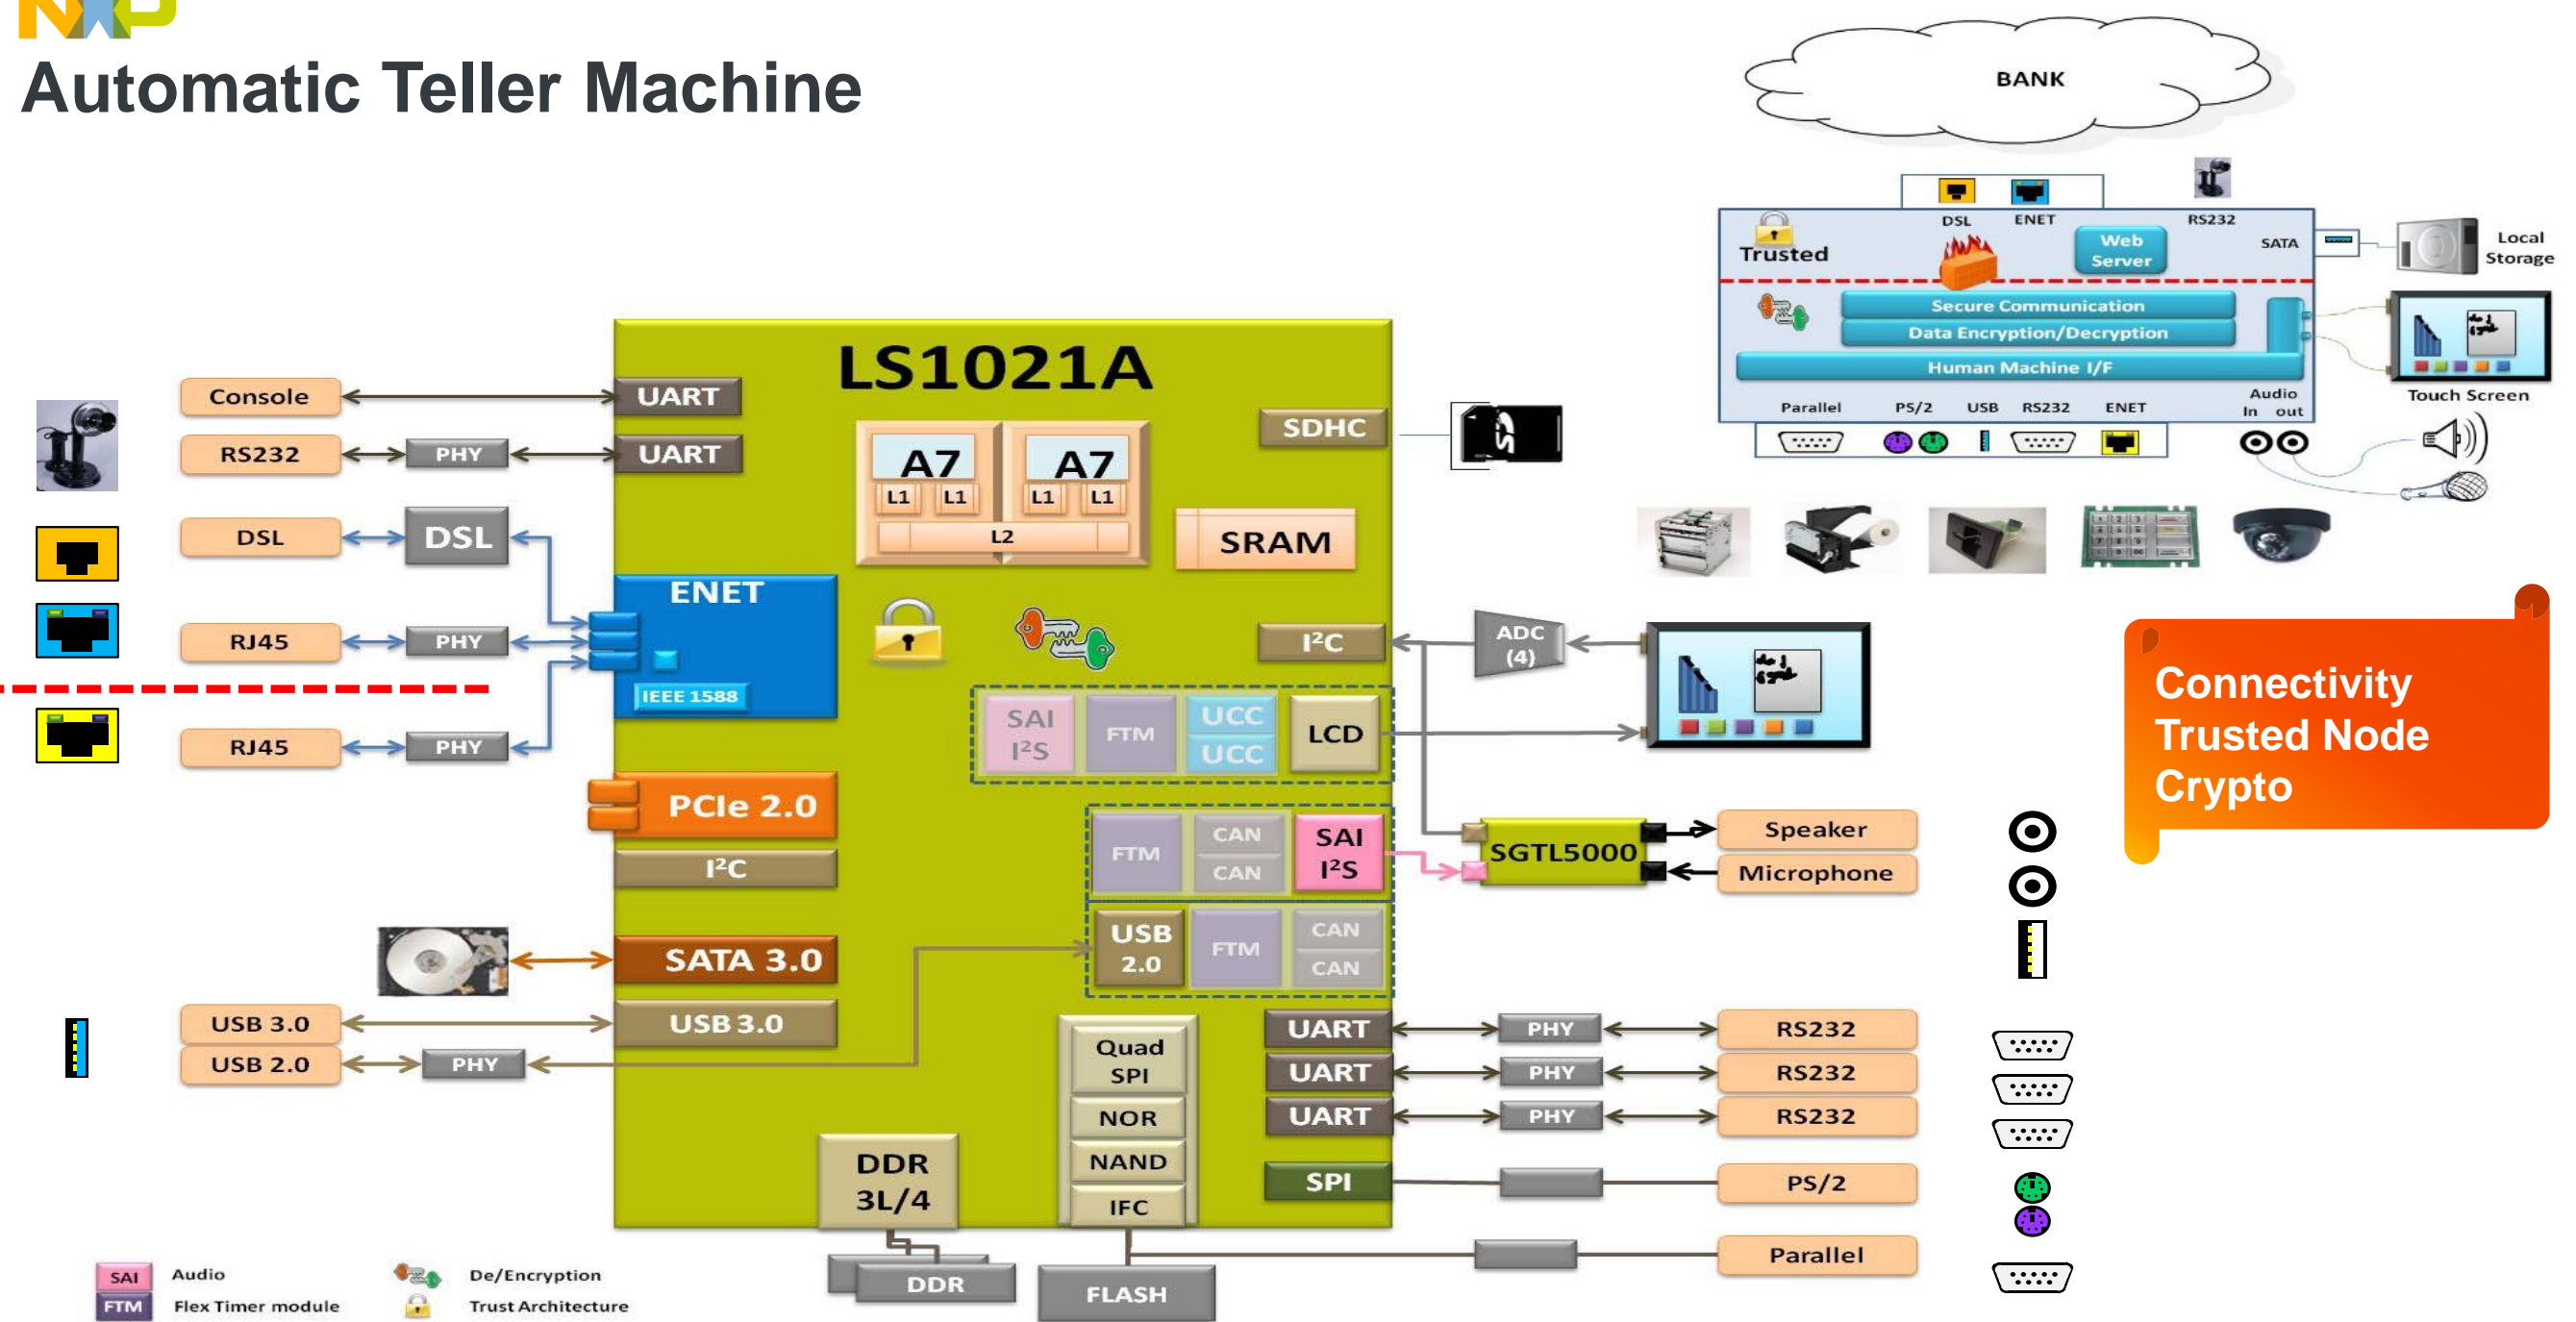 NXP
Automatic Teller Machine
BANK
DSL
ENET
RS232
Trusted
Web
Server
SATA
Local
Storage
Secure Communication
Data Encryption/Decryption
Human Machine I/F
Touch Screen
Parallel
PS/2
USB
RS232
ENET
Audio
In out
LS1021A
Console
UART
RS232
PHY
UART
A7
A7
L1
L1
L1
L1
L2
SDHC
SRAM
DSL
DSL
ENET
RJ45
PHY
IEEE 1588
RJ45
PHY
I²C
ADC
(4)
SAI
I²S
FTM
UCC
UCC
LCD
Connectivity
Trusted Node
Crypto
PCIe 2.0
I²C
FTM
CAN
CAN
SAI
I²S
SGTL5000
Speaker
Microphone
SATA 3.0
USB
2.0
FTM
CAN
CAN
USB 3.0
USB 3.0
USB 2.0
PHY
Quad
SPI
NOR
NAND
IFC
UART
PHY
RS232
UART
PHY
RS232
UART
PHY
RS232
SPI
PS/2
Parallel
DDR
3L/4
DDR
FLASH
SAI
Audio
FTM
Flex Timer module
De/Encryption
Trust Architecture